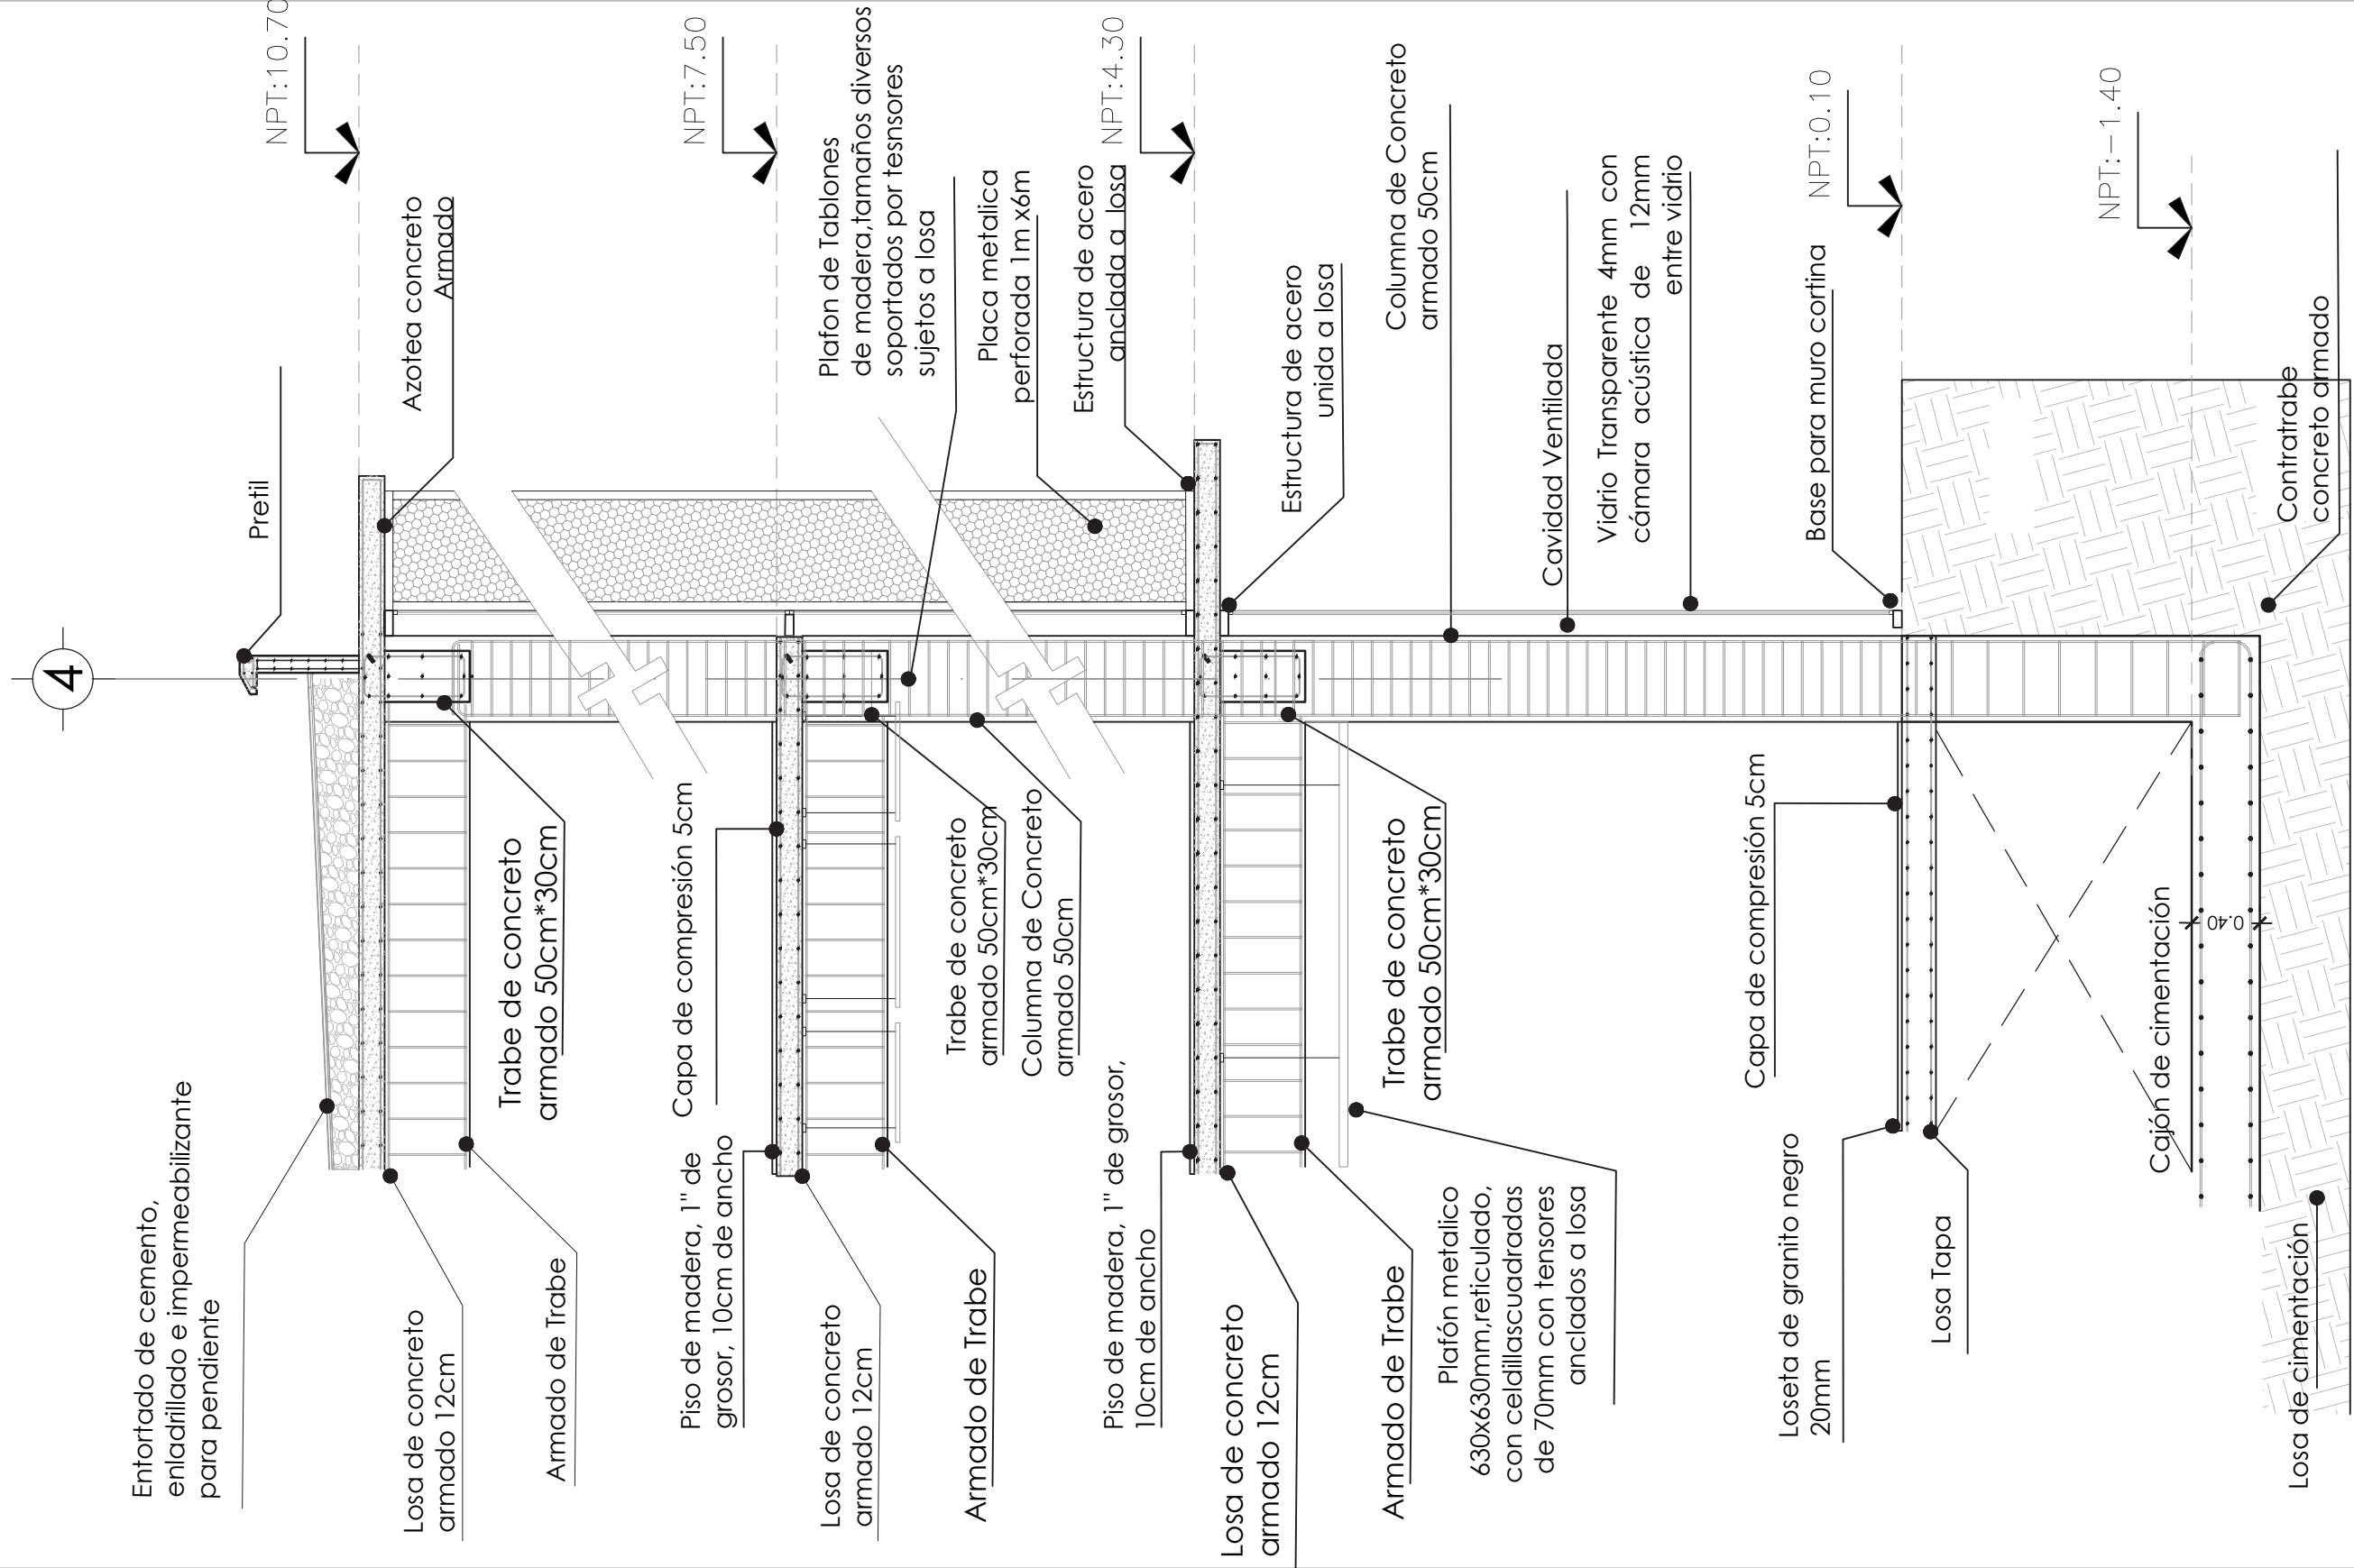 4
NPT:10.70
NPT:7.50
NPT:4.30
NPT:0.10
NPT:-1.40
Pretil
Azotea concreto
Armado
Plafon de Tablones
de madera,tamaños diversos
soportados por tesnsores
sujetos a losa
Placa metalica
perforada 1m x6m
Estructura de acero
anclada a losa
Estructura de acero
unida a losa
Columna de Concreto
armado 50cm
Cavidad Ventilada
Vidrio Transparente 4mm con
cámara acústica de 12mm
entre vidrio
Base para muro cortina
Contratrabe
concreto armado
Trabe de concreto
armado 50cm*30cm
Capa de compresión 5cm
Trabe de concreto
armado 50cm*30cm
Columna de Concreto
armado 50cm
Trabe de concreto
armado 50cm*30cm
Capa de compresión 5cm
Cajón de cimentación
0.40
Entortado de cemento,
enladrillado e impermeabilizante
para pendiente
Losa de concreto
armado 12cm
Armado de Trabe
Piso de madera, 1" de
grosor, 10cm de ancho
Losa de concreto
armado 12cm
Armado de Trabe
Piso de madera, 1" de grosor,
10cm de ancho
Losa de concreto
armado 12cm
Armado de Trabe
Plafón metalico
630x630mm,reticulado,
con celdillascuadradas
de 70mm con tensores
anclados a losa
Loseta de granito negro
20mm
Losa Tapa
Losa de cimentación